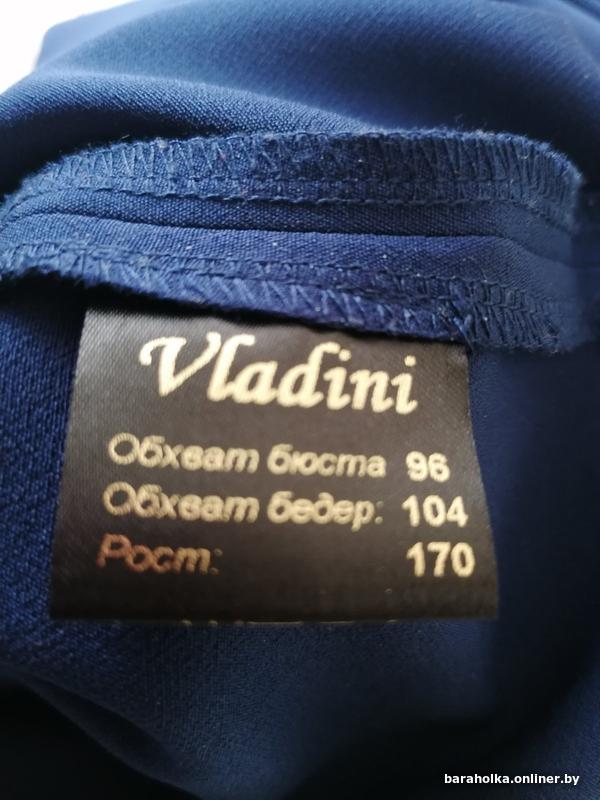 Vladini
Обхват бюста 96
Обхват бедер: 104
Рост: 170
baraholka.onliner.by